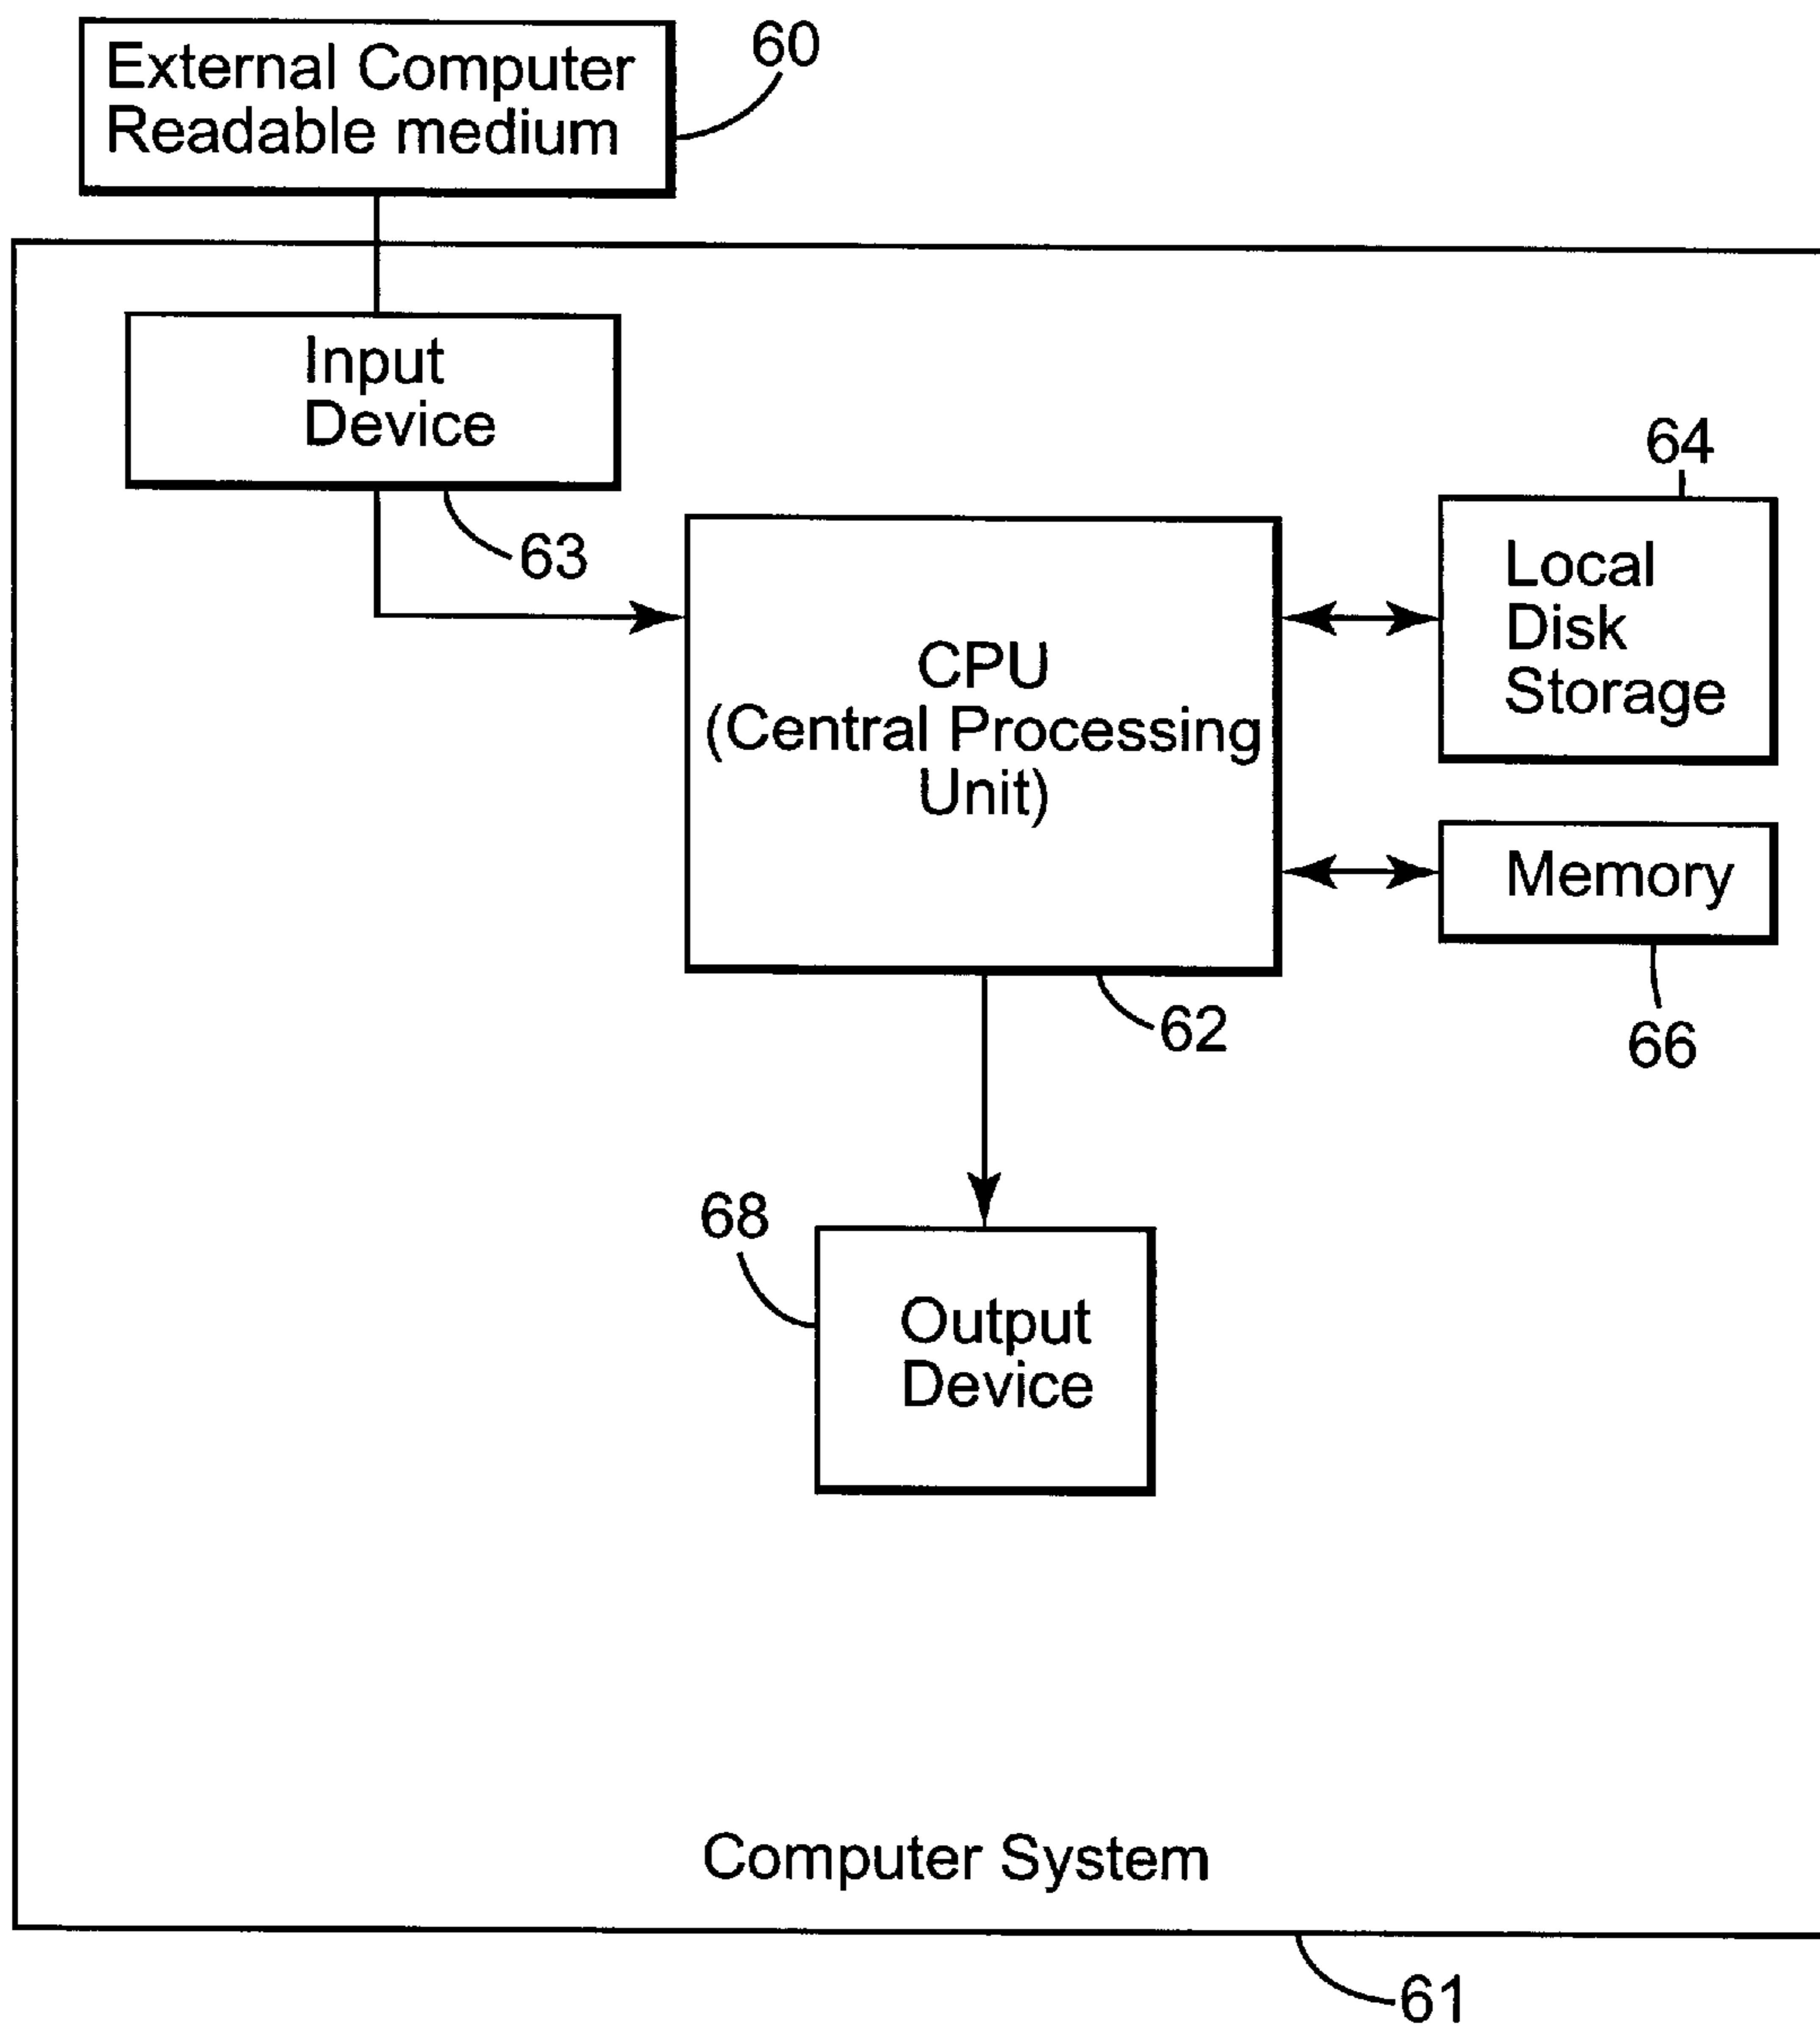 External Computer
Readable medium
60
Input
Device
63
64
Local
Disk
Storage
CPU
(Central Processing
Unit)
Memory
62
66
68
Output
Device
Computer System
61